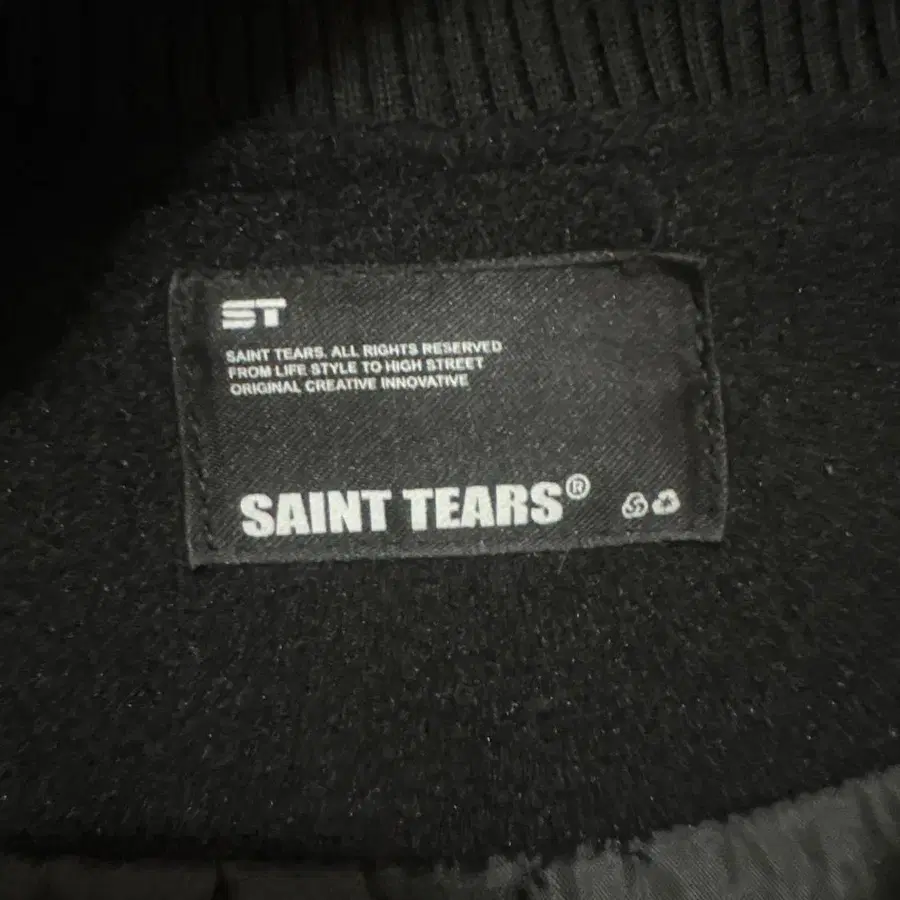 ST
SAINT TEARS. ALL RIGHTS RESERVED
FROM LIFE STYLE TO HIGH STREET
ORIGINAL CREATIVE INNOVATIVE
SAINT TEARS®